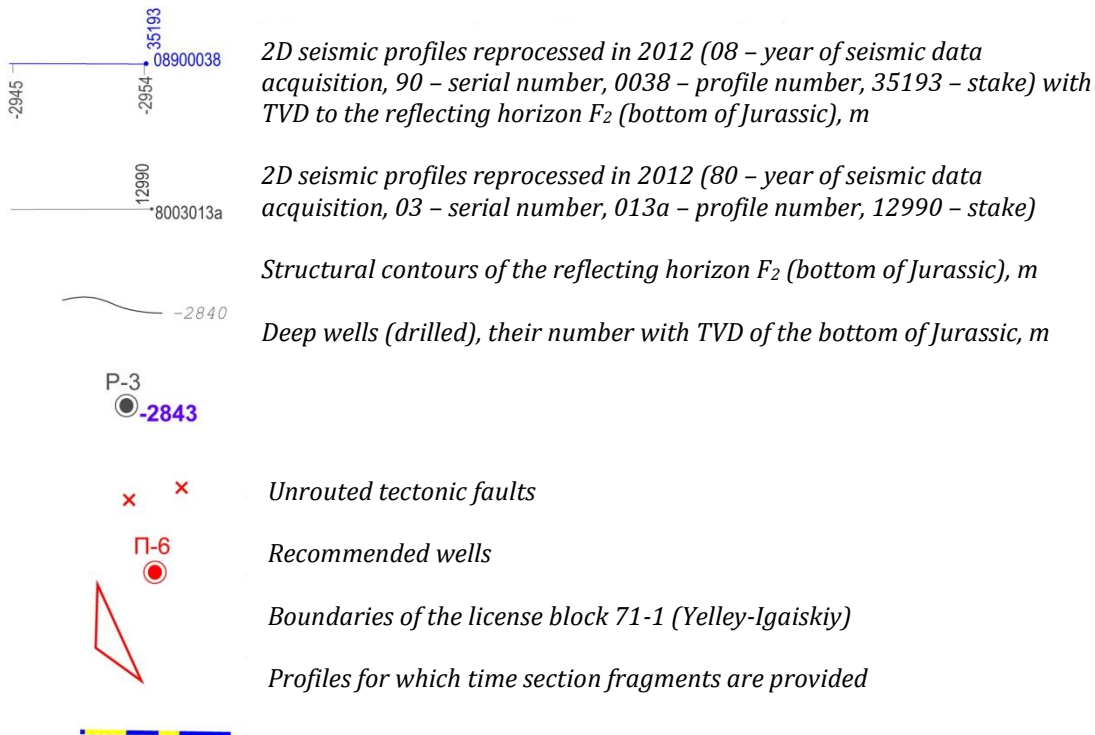 35193
08900038
-2945
-2954
2D seismic profiles reprocessed in 2012 (08 – year of seismic data
acquisition, 90 – serial number, 0038 – profile number, 35193 – stake) with
TVD to the reflecting horizon F₂ (bottom of Jurassic), m
12990
8003013a
2D seismic profiles reprocessed in 2012 (80 – year of seismic data
acquisition, 03 – serial number, 013a – profile number, 12990 – stake)
Structural contours of the reflecting horizon F₂ (bottom of Jurassic), m
-2840
Deep wells (drilled), their number with TVD of the bottom of Jurassic, m
P-3
-2843
Unrouted tectonic faults
П-6
Recommended wells
Boundaries of the license block 71-1 (Yelley-Igaiskiy)
Profiles for which time section fragments are provided